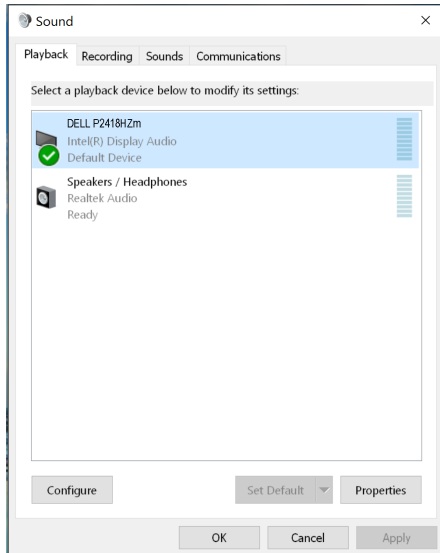 Sound
Playback Recording Sounds Communications
Select a playback device below to modify its settings:
DELL P2418HZm
Intel(R) Display Audio
Default Device
Speakers / Headphones
Realtek Audio
Ready
Configure Set Default Properties
OK Cancel Apply